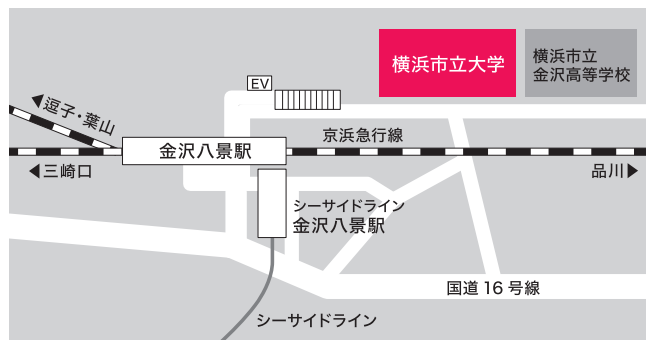 横浜市立大学
横浜市立
金沢高等学校
EV
◀逗子・葉山
京浜急行線
金沢八景駅
◀三崎口
品川▶
シーサイドライン
金沢八景駅
国道16号線
シーサイドライン